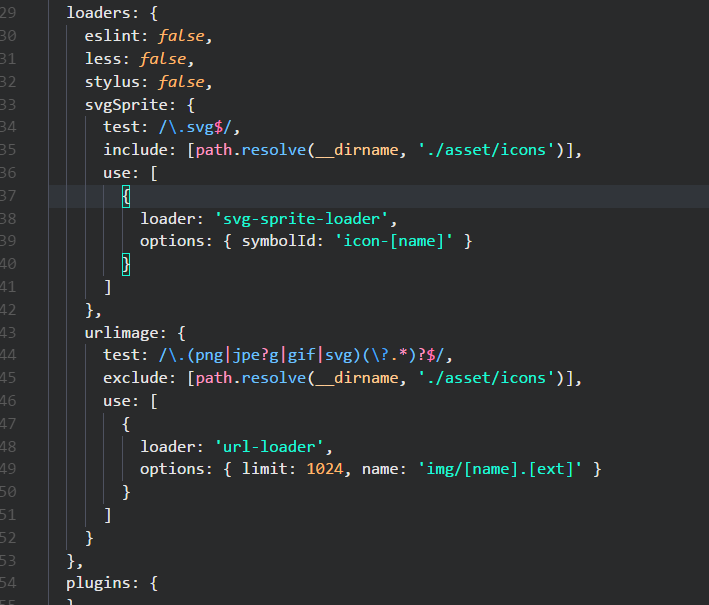 29 loaders: {
30 eslint: false,
31 less: false,
32 stylus: false,
33 svgSprite: {
34 test: /\.svg$/,
35 include: [path.resolve(__dirname, './asset/icons')],
36 use: [
37 {
38 loader: 'svg-sprite-loader',
39 options: { symbolId: 'icon-[name]' }
40 }
41 ]
42 },
43 urlimage: {
44 test: /\.(png|jpe?g|gif|svg)(\?.*)?$/,
45 exclude: [path.resolve(__dirname, './asset/icons')],
46 use: [
47 {
48 loader: 'url-loader',
49 options: { limit: 1024, name: 'img/[name].[ext]' }
50 }
51 ]
52 }
53 },
54 plugins: {
55 }